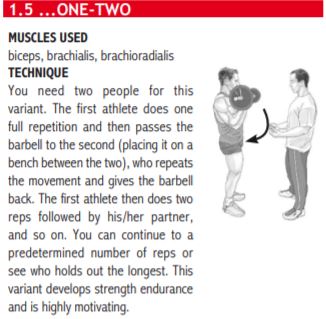 1.5 ...ONE-TWO
MUSCLES USED
biceps, brachialis, brachioradialis
TECHNIQUE
You need two people for this
variant. The first athlete does one
full repetition and then passes the
barbell to the second (placing it on a
bench between the two), who repeats
the movement and gives the barbell
back. The first athlete then does two
reps followed by his/her partner,
and so on. You can continue to a
predetermined number of reps or
see who holds out the longest. This
variant develops strength endurance
and is highly motivating.